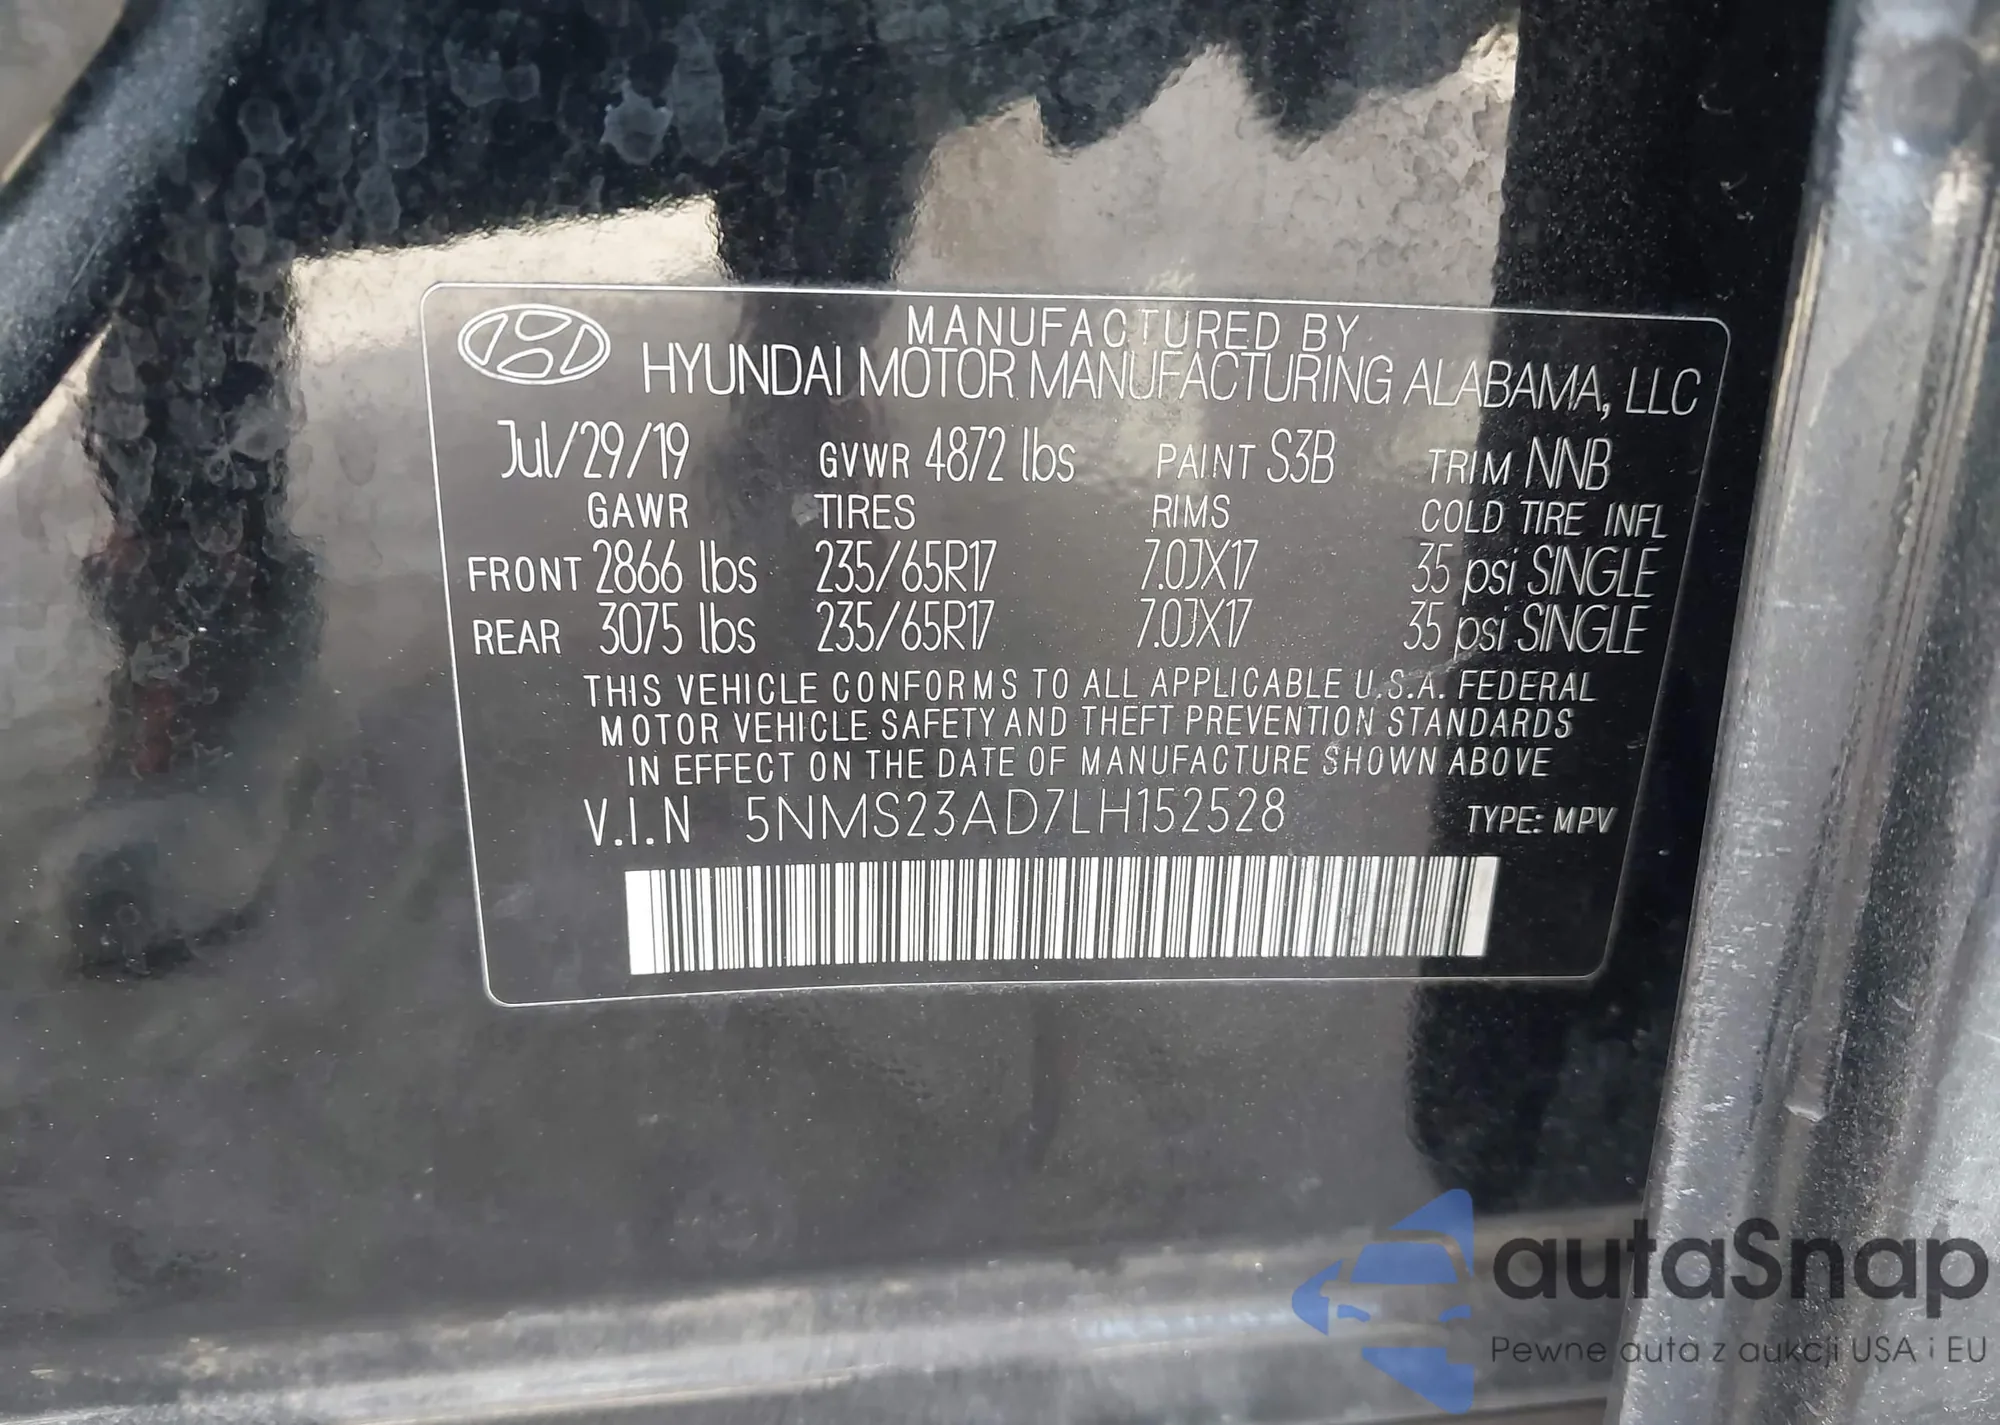 MANUFACTURED BY
HYUNDAI MOTOR MANUFACTURING ALABAMA, LLC
Jul/29/19 GVWR 4872 lbs PAINT S3B TRIM NNB
GAWR TIRES RIMS COLD TIRE INFL
FRONT 2866 lbs 235/65R17 7.0JX17 35 psi SINGLE
REAR 3075 lbs 235/65R17 7.0JX17 35 psi SINGLE
THIS VEHICLE CONFORMS TO ALL APPLICABLE U.S.A. FEDERAL
MOTOR VEHICLE SAFETY AND THEFT PREVENTION STANDARDS
IN EFFECT ON THE DATE OF MANUFACTURE SHOWN ABOVE
V.I.N 5NMS23AD7LH152528 TYPE: MPV
autaSnap
Pewne auta z aukcji USA i EU